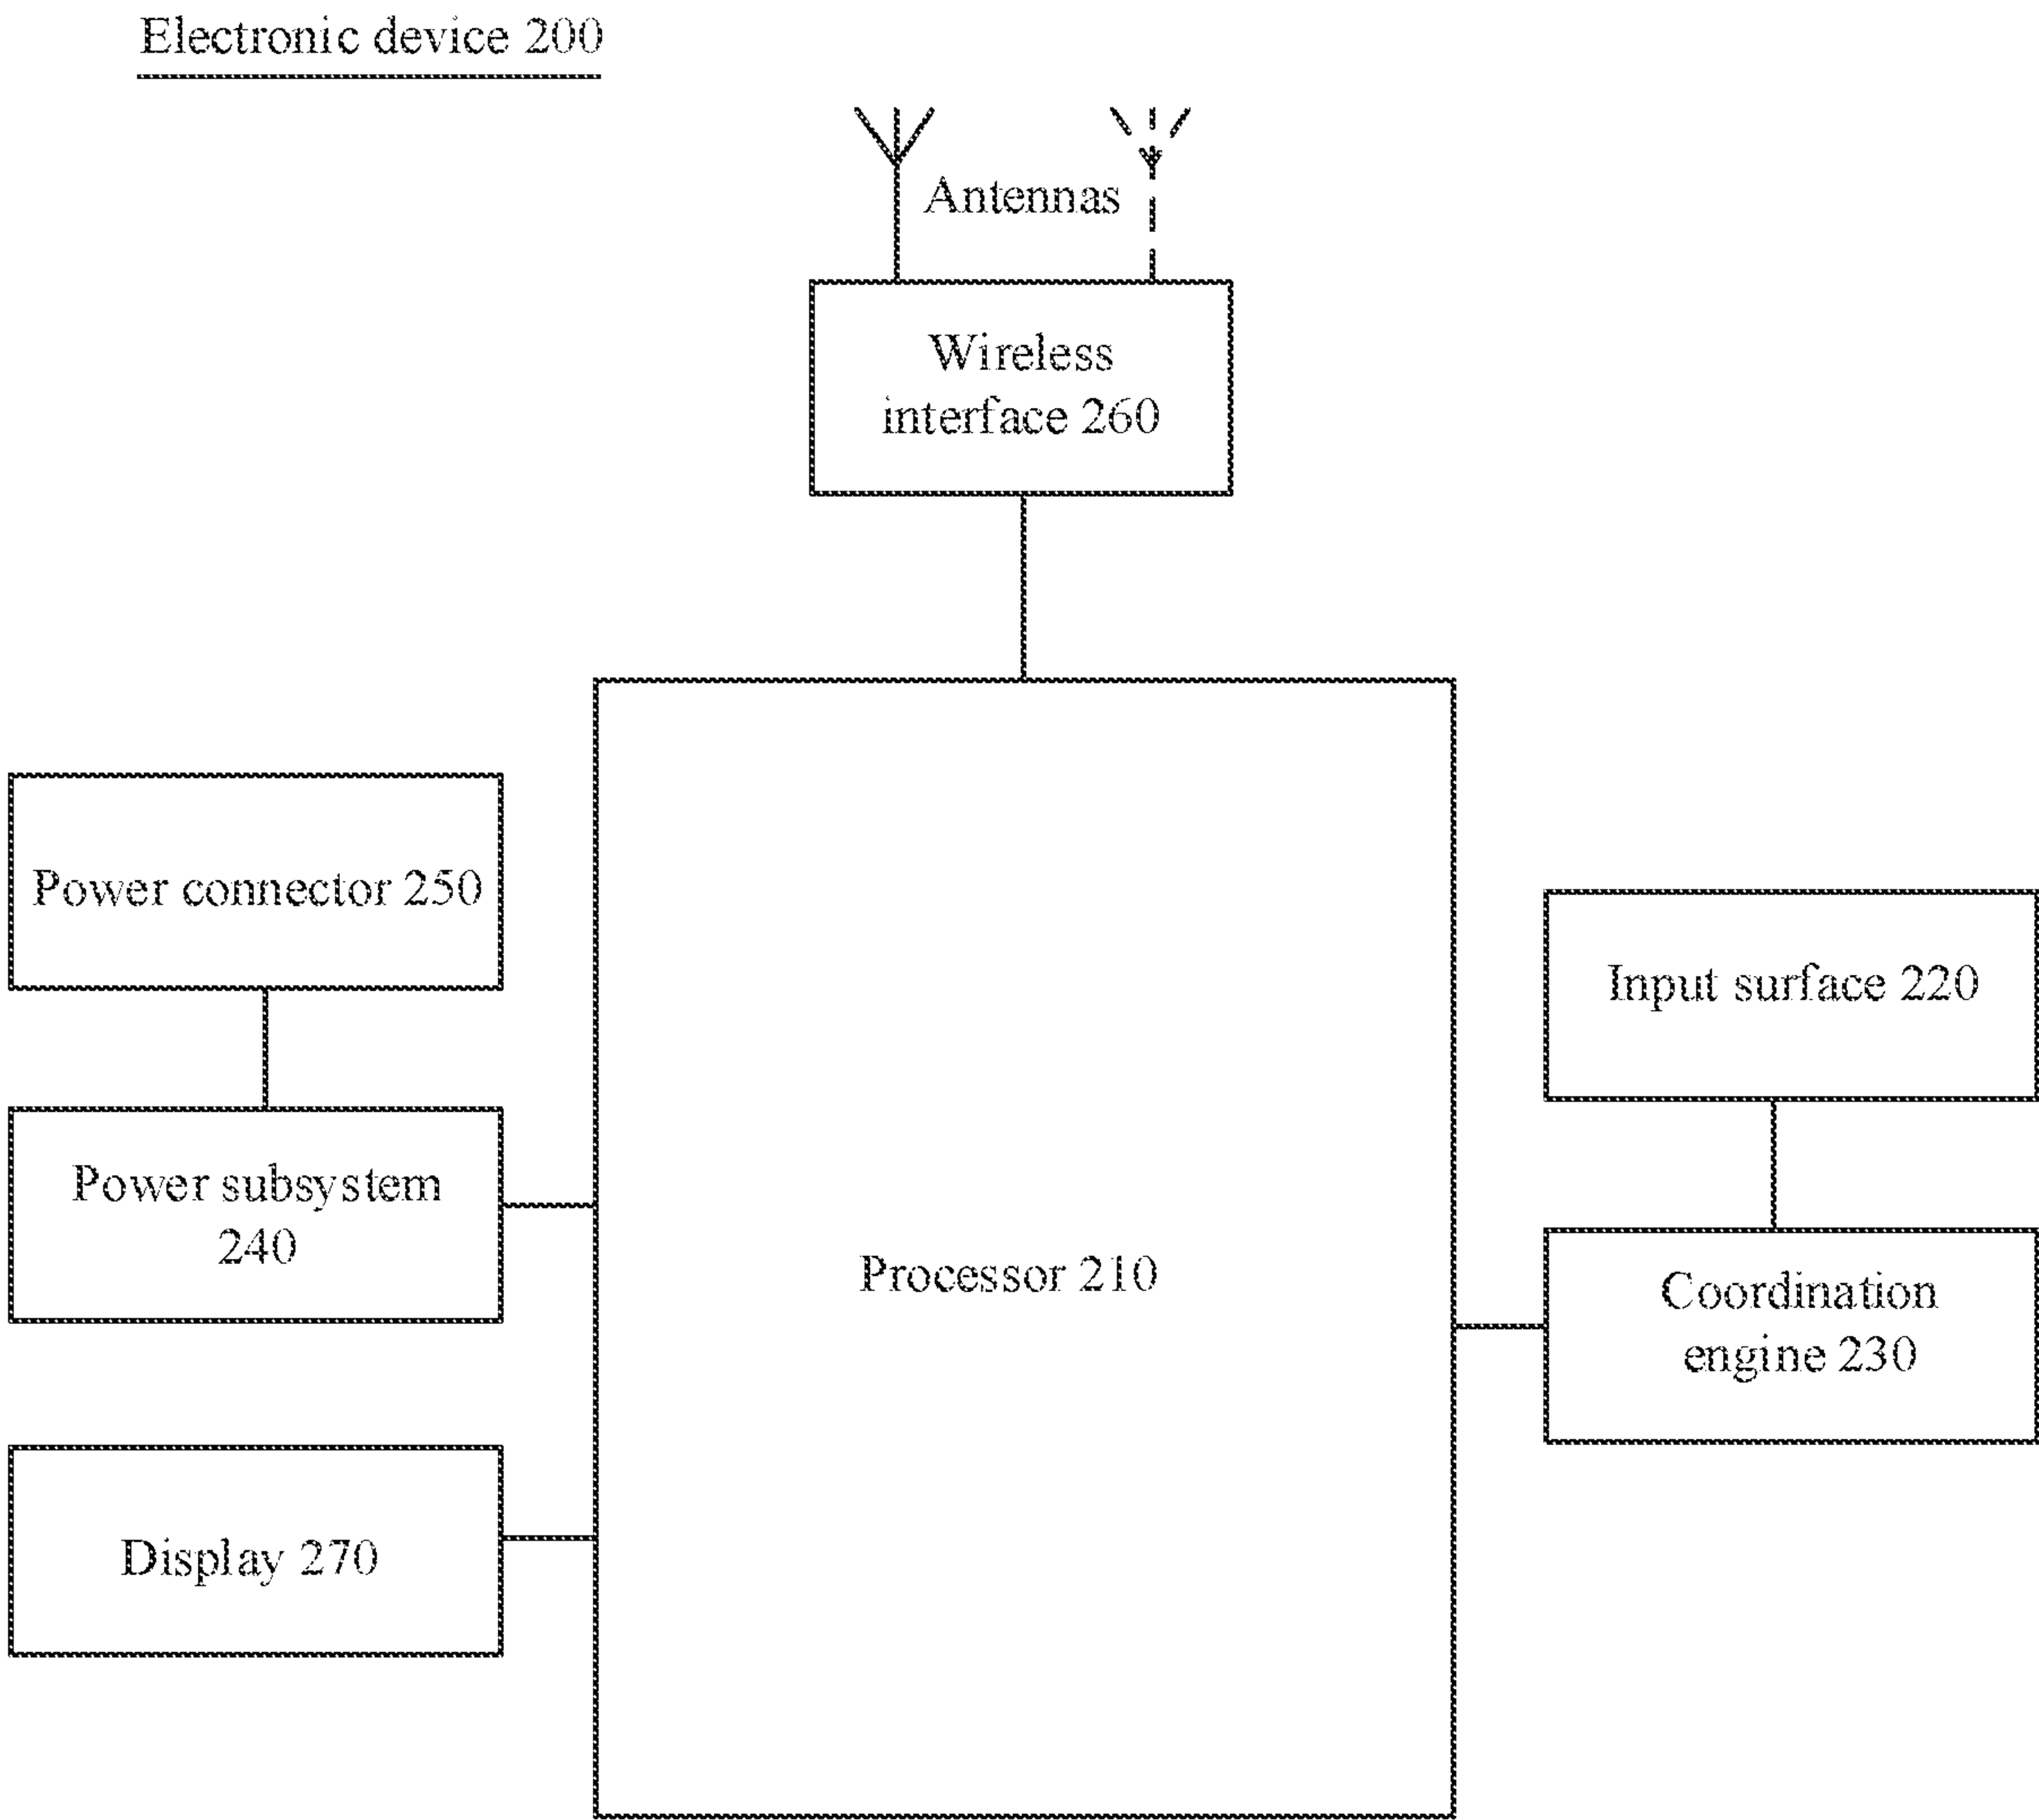 Electronic device 200
Antennas
Wireless
interface 260
Power connector 250
Input surface 220
Power subsystem
240
Processor 210
Coordination
engine 230
Display 270